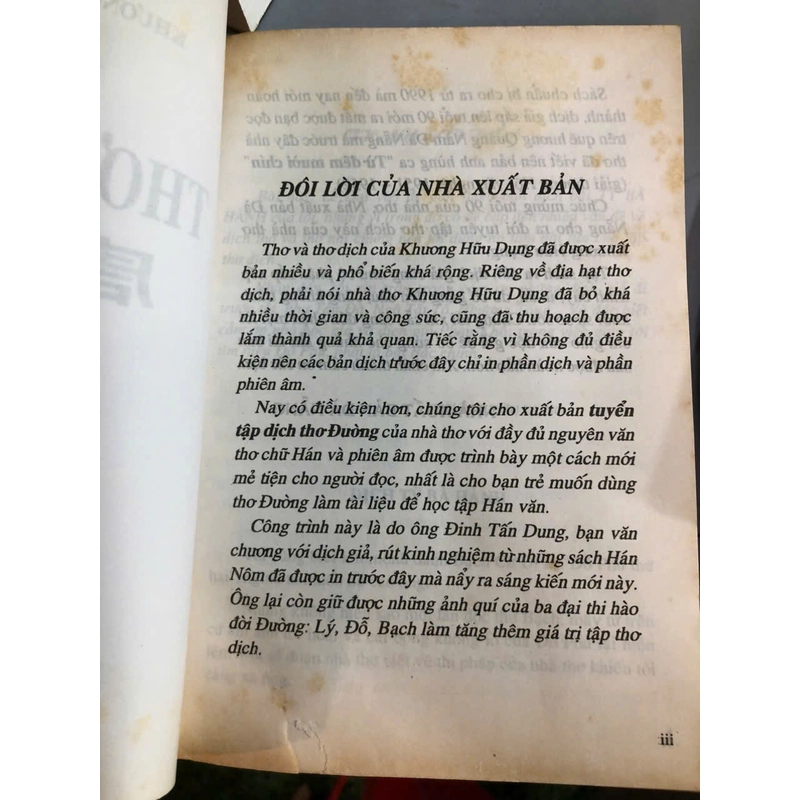 KHƯƠN
THƠ
唐
ĐÔI LỜI CỦA NHÀ XUẤT BẢN
Thơ và thơ dịch của Khương Hữu Dụng đã được xuất
bản nhiều và phổ biến khá rộng. Riêng về địa hạt thơ
dịch, phải nói nhà thơ Khương Hữu Dụng đã bỏ khá
nhiều thời gian và công sức, cũng đã thu hoạch được
lắm thành quả khả quan. Tiếc rằng vì không đủ điều
kiện nên các bản dịch trước đây chỉ in phần dịch và phần
phiên âm.
Nay có điều kiện hơn, chúng tôi cho xuất bản tuyển
tập dịch thơ Đường của nhà thơ với đầy đủ nguyên văn
thơ chữ Hán và phiên âm được trình bày một cách mới
mẻ tiện cho người đọc, nhất là cho bạn trẻ muốn dùng
thơ Đường làm tài liệu để học tập Hán văn.
Công trình này là do ông Đinh Tấn Dung, bạn văn
chương với dịch giả, rút kinh nghiệm từ những sách Hán
Nôm đã được in trước đây mà nẩy ra sáng kiến mới này.
Ông lại còn giữ được những ảnh quí của ba đại thi hào
đời Đường: Lý, Đỗ, Bạch làm tăng thêm giá trị tập thơ
dịch.
iii